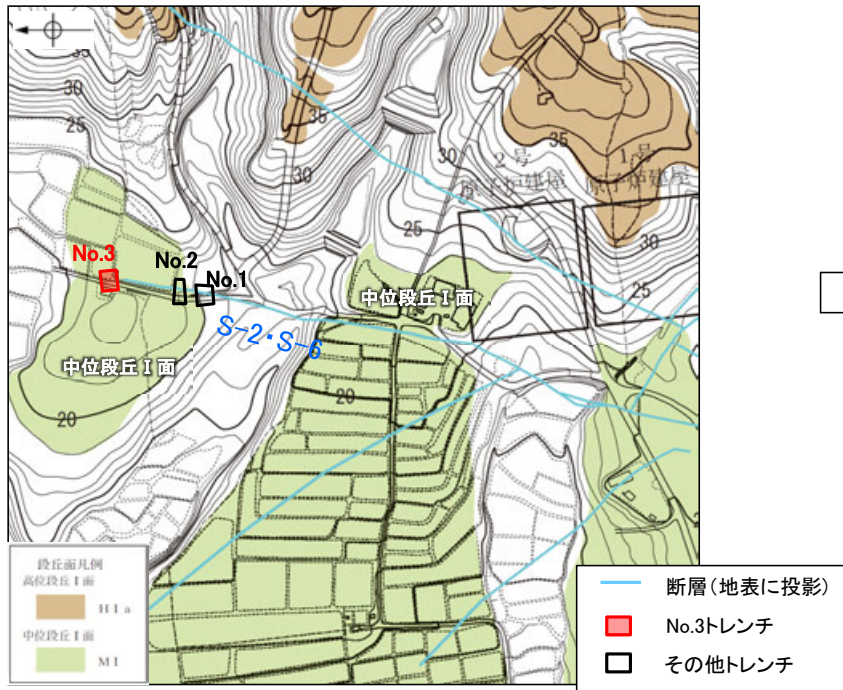 35
30
25
35
30
25
2号
原子炉建屋
1号
原子炉建屋
35
30
25
No.3
No.2
No.1
中位段丘Ⅰ面
S-2・S-6
中位段丘Ⅰ面
20
20
段丘面凡例
高位段丘Ⅰ面
HⅠa
中位段丘Ⅰ面
MⅠ
断層(地表に投影)
No.3トレンチ
その他トレンチ